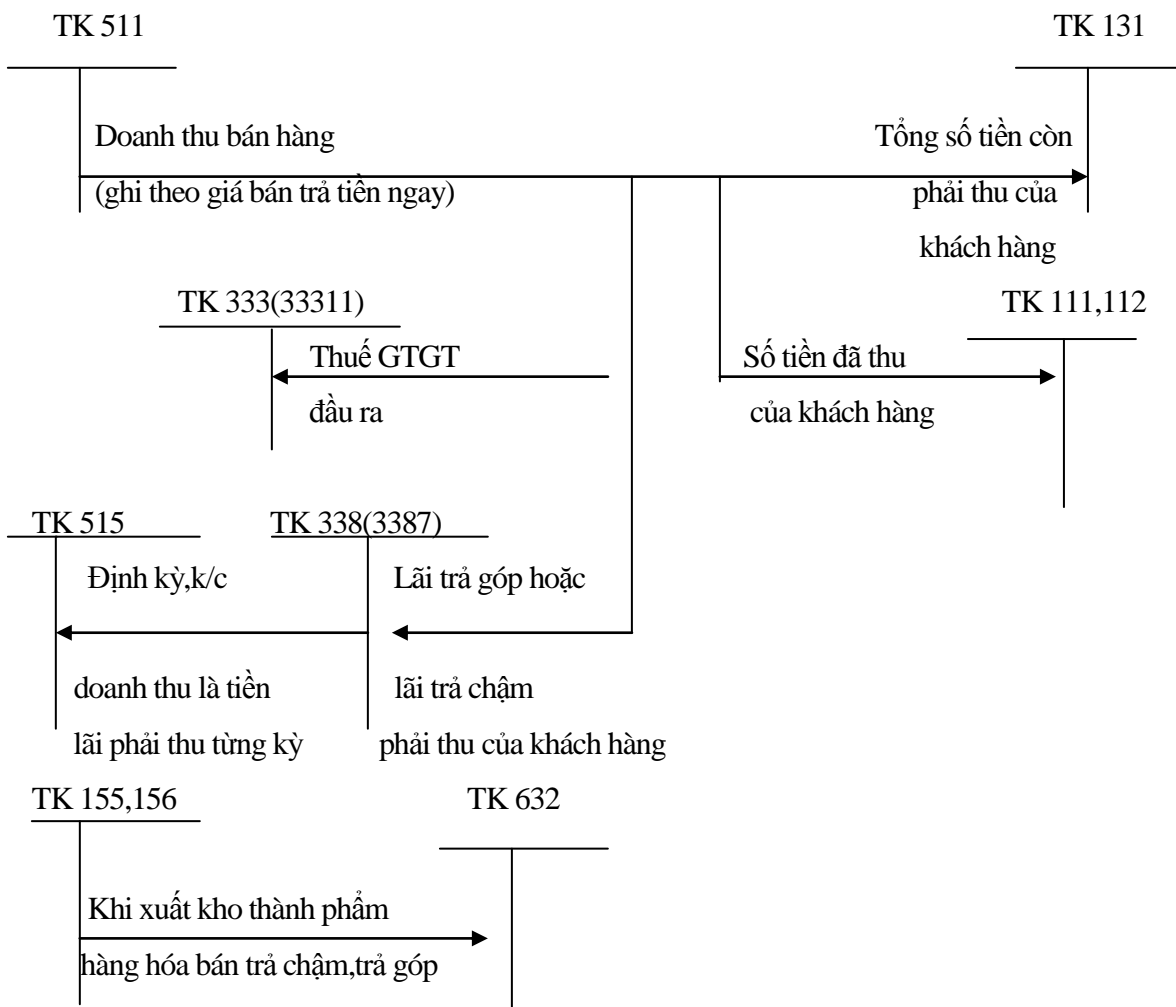 TK 511
TK 131
Doanh thu bán hàng
(ghi theo giá bán trả tiền ngay)
Tổng số tiền còn
phải thu của
khách hàng
TK 333(33311)
Thuế GTGT
đầu ra
TK 111,112
Số tiền đã thu
của khách hàng
TK 515
Định kỳ,k/c
doanh thu là tiền
lãi phải thu từng kỳ
TK 338(3387)
Lãi trả góp hoặc
lãi trả chậm
phải thu của khách hàng
TK 155,156
TK 632
Khi xuất kho thành phẩm
hàng hóa bán trả chậm,trả góp